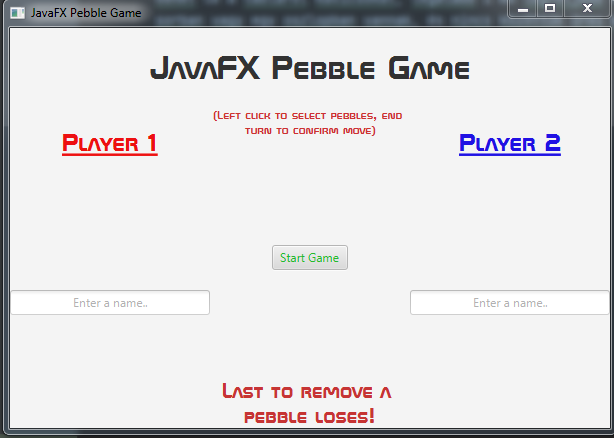 JavaFX Pebble Game
JavaFX Pebble Game
(Left click to select pebbles, end
turn to confirm move)
Player 1
Player 2
Start Game
Enter a name..
Enter a name..
Last to remove a
pebble loses!